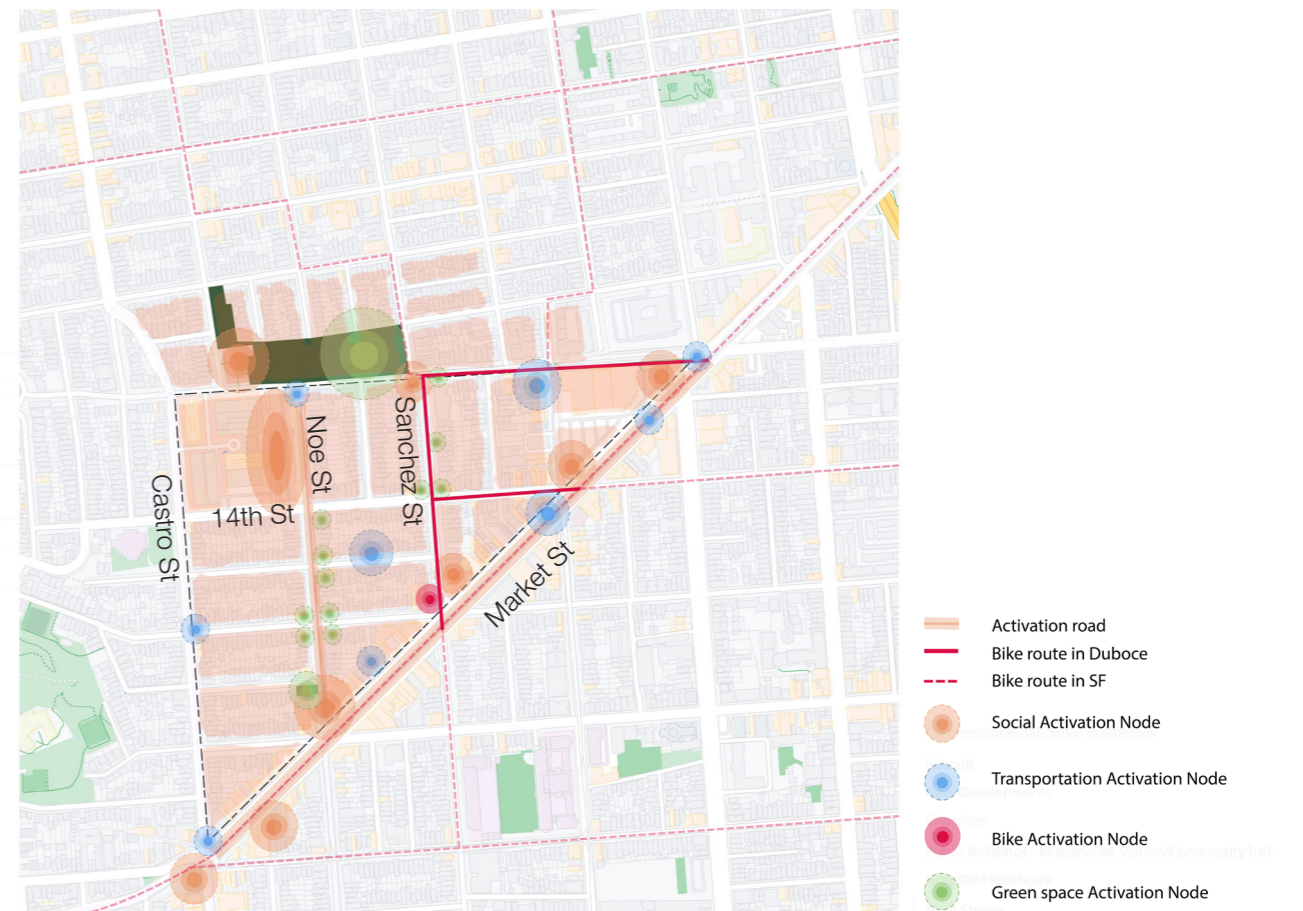 Noe St
Sanchez St
Castro St
14th St
Market St
Activation road
Bike route in Duboce
Bike route in SF
Social Activation Node
Transportation Activation Node
Bike Activation Node
Green space Activation Node